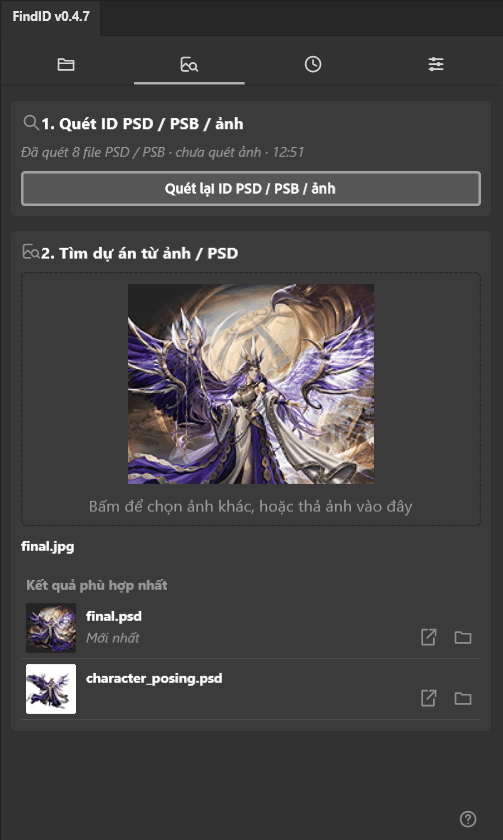 FindID v0.4.7
1. Quét ID PSD / PSB / ảnh
Đã quét 8 file PSD / PSB · chưa quét ảnh · 12:51
Quét lại ID PSD / PSB / ảnh
2. Tìm dự án từ ảnh / PSD
Bấm để chọn ảnh khác, hoặc thả ảnh vào đây
final.jpg
Kết quả phù hợp nhất
final.psd
Mới nhất
character_posing.psd